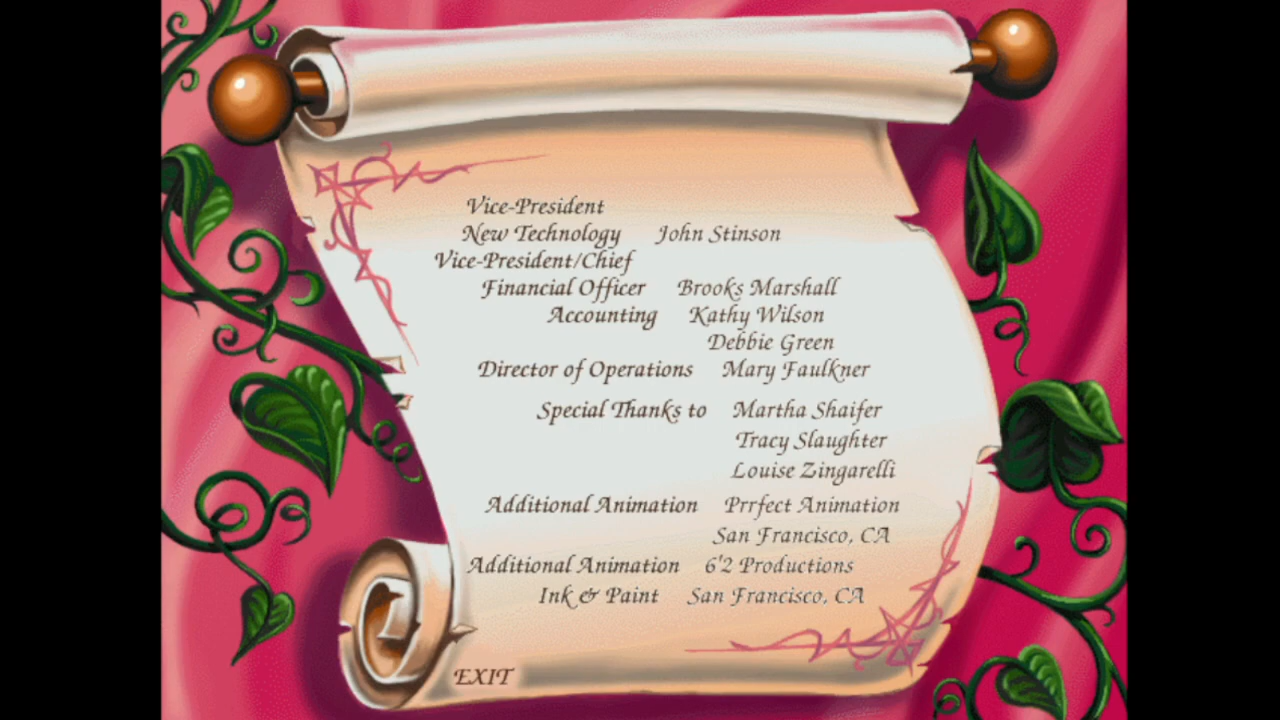 Vice-President
New Technology John Stinson
Vice-President/Chief
Financial Officer Brooks Marshall
Accounting Kathy Wilson
Debbie Green
Director of Operations Mary Faulkner
Special Thanks to Martha Shaifer
Tracy Slaughter
Louise Zingarelli
Additional Animation Prrfect Animation
San Francisco, CA
Additional Animation 6'2 Productions
Ink & Paint San Francisco, CA
EXIT